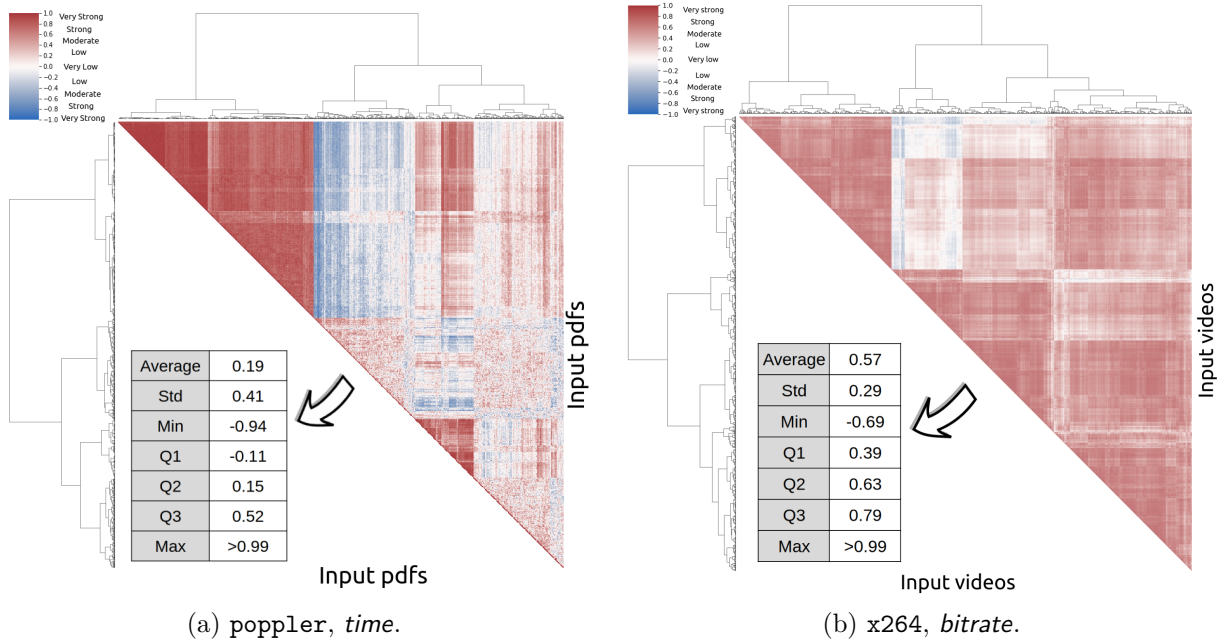 1.0 Very Strong
0.8 Strong
0.6 Moderate
0.4 Low
0.2
0.0 Very Low
−0.2
−0.4 Low
−0.6 Moderate
−0.8 Strong
−1.0 Very Strong
Average 0.19
Std 0.41
Min -0.94
Q1 -0.11
Q2 0.15
Q3 0.52
Max >0.99
Input pdfs
Input pdfs
(a) poppler, time.
1.0 Very strong
0.8 Strong
0.6 Moderate
0.4 Low
0.2
0.0 Very low
−0.2
−0.4 Low
−0.6 Moderate
−0.8 Strong
−1.0 Very strong
Average 0.57
Std 0.29
Min -0.69
Q1 0.39
Q2 0.63
Q3 0.79
Max >0.99
Input videos
Input videos
(b) x264, bitrate.